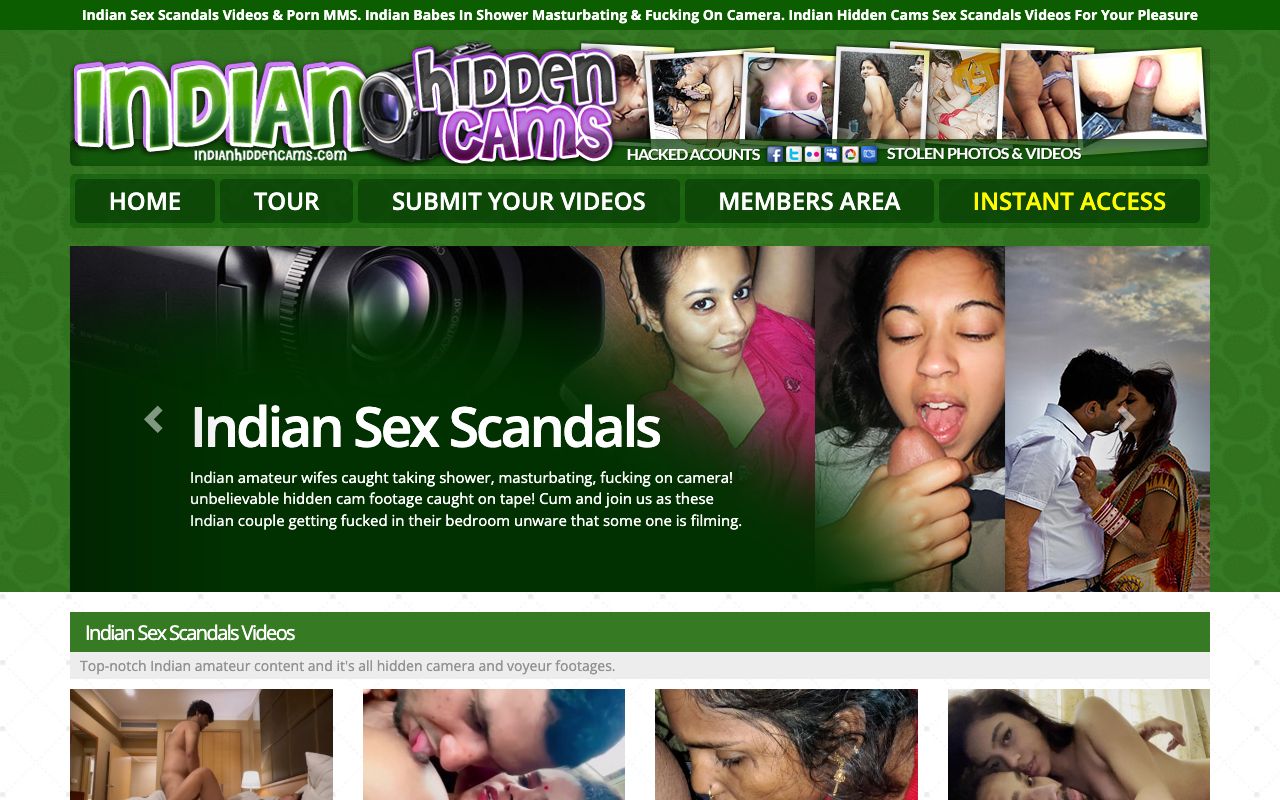 Indian Sex Scandals Videos & Porn MMS. Indian Babes In Shower Masturbating & Fucking On Camera. Indian Hidden Cams Sex Scandals Videos For Your Pleasure
INDIAN HIDDEN CAMS
indianhiddencams.com
HACKED ACOUNTS STOLEN PHOTOS & VIDEOS
HOME TOUR SUBMIT YOUR VIDEOS MEMBERS AREA INSTANT ACCESS
Indian Sex Scandals
Indian amateur wifes caught taking shower, masturbating, fucking on camera!
unbelievable hidden cam footage caught on tape! Cum and join us as these
Indian couple getting fucked in their bedroom unware that some one is filming.
Indian Sex Scandals Videos
Top-notch Indian amateur content and it's all hidden camera and voyeur footages.